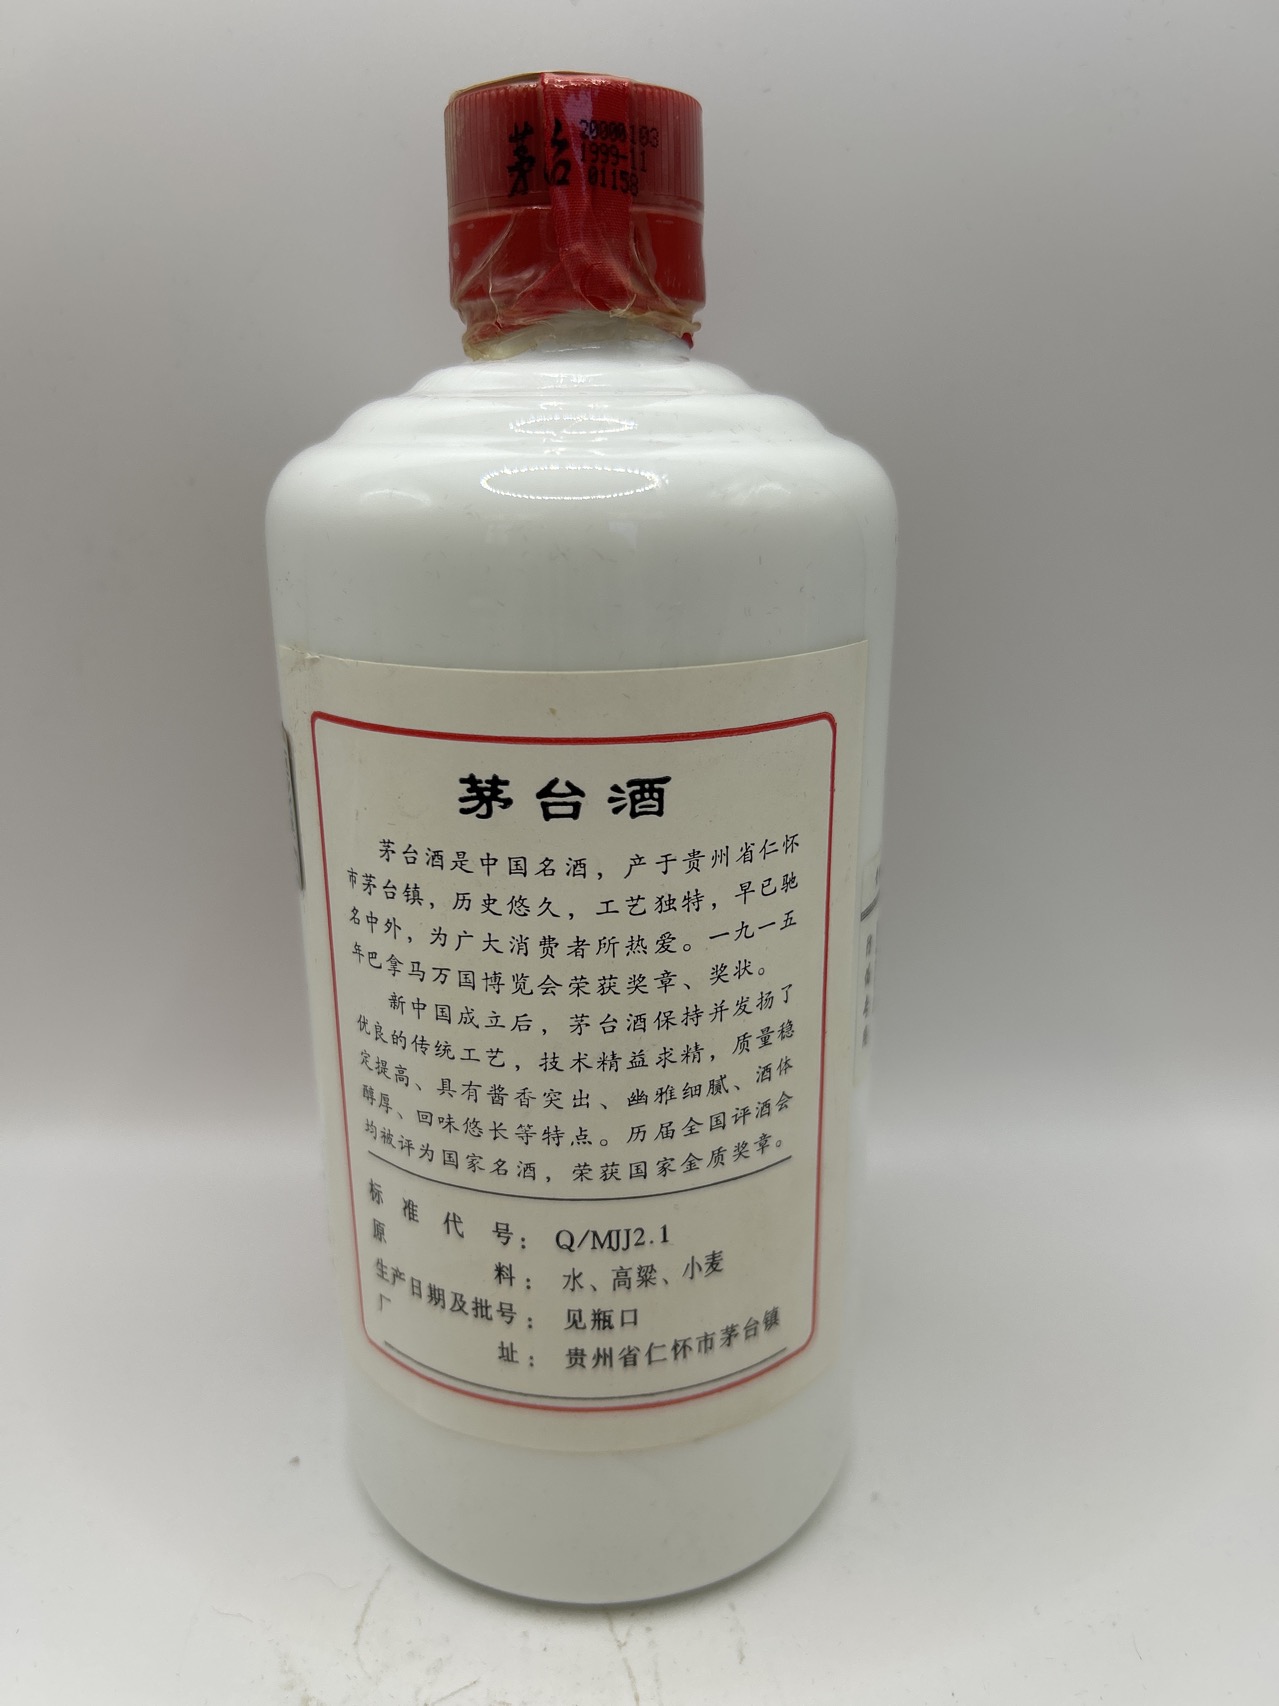 茅台
20000103
1999-11
01158
茅台酒
茅台酒是中国名酒，产于贵州省仁怀
市茅台镇，历史悠久，工艺独特，早已驰
名中外，为广大消费者所热爱。一九一五
年巴拿马万国博览会荣获奖章、奖状。
新中国成立后，茅台酒保持并发扬了
优良的传统工艺，技术精益求精，质量稳
定提高、具有酱香突出、幽雅细腻、酒体
醇厚、回味悠长等特点。历届全国评酒会
均被评为国家名酒，荣获国家金质奖章。
标准代号：Q/MJJ2.1
原料：水、高粱、小麦
生产日期及批号：见瓶口
厂址：贵州省仁怀市茅台镇